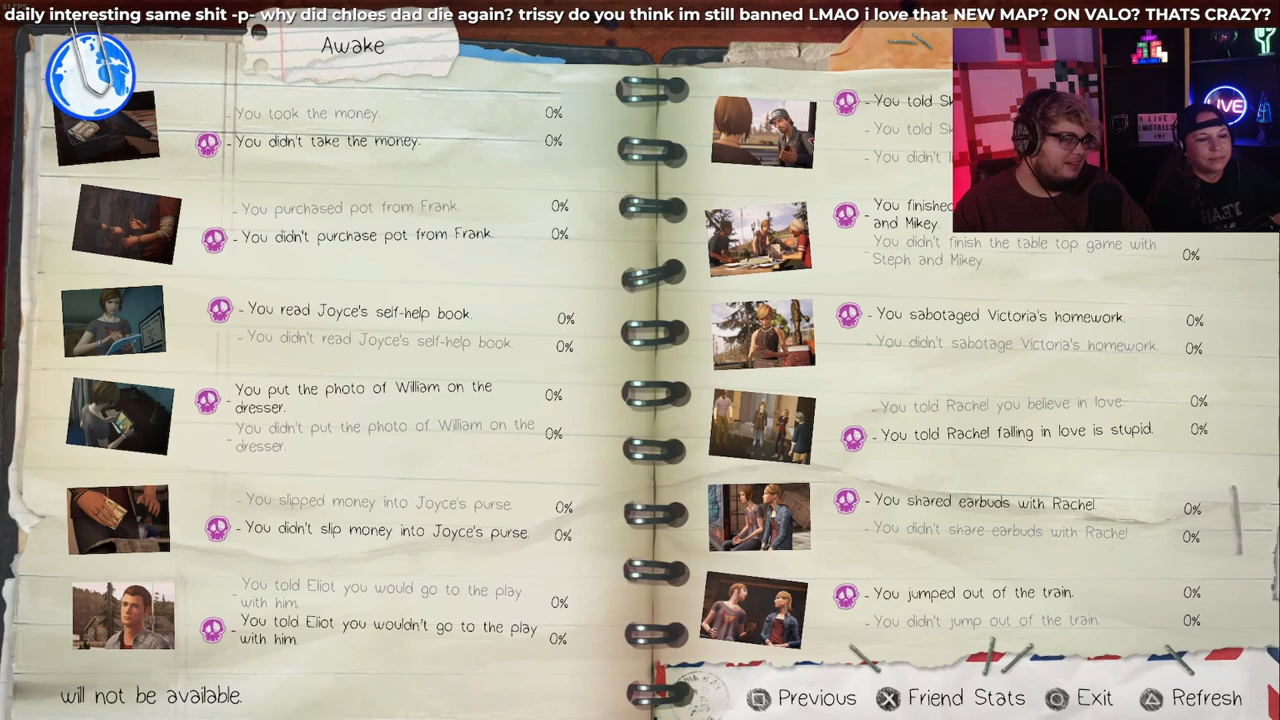 daily interesting same shit -p- why did chloes dad die again? trissy do you think im still banned LMAO i love that NEW MAP? ON VALO? THATS CRAZY?
Awake
- You took the money. 0%
- You didn't take the money. 0%
- You purchased pot from Frank. 0%
- You didn't purchase pot from Frank. 0%
- You read Joyce's self-help book. 0%
- You didn't read Joyce's self-help book. 0%
- You put the photo of William on the
dresser. 0%
- You didn't put the photo of William on the
dresser. 0%
- You slipped money into Joyce's purse. 0%
- You didn't slip money into Joyce's purse. 0%
- You told Eliot you would go to the play
with him. 0%
- You told Eliot you wouldn't go to the play
with him. 0%
will not be available.
- You told Sk
- You told Sk
- You didn't
- You finished
and Mikey.
- You didn't finish the table top game with
Steph and Mikey. 0%
- You sabotaged Victoria's homework. 0%
- You didn't sabotage Victoria's homework. 0%
- You told Rachel you believe in love 0%
- You told Rachel falling in love is stupid. 0%
- You shared earbuds with Rachel. 0%
- You didn't share earbuds with Rachel 0%
- You jumped out of the train. 0%
- You didn't jump out of the train. 0%
Previous Friend Stats Exit Refresh
LIVE